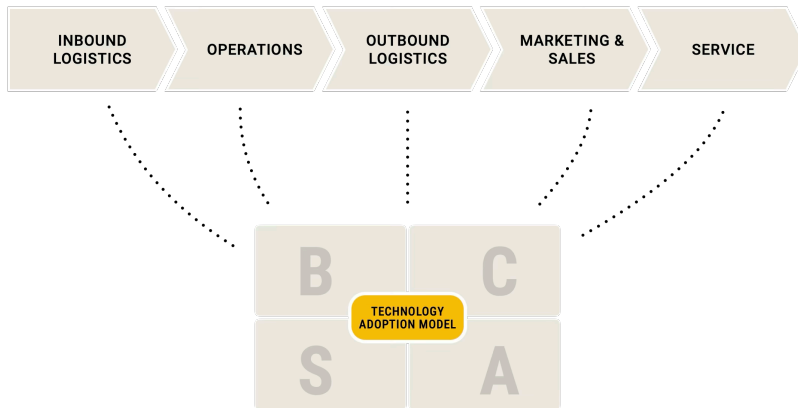 INBOUND
LOGISTICS
OPERATIONS
OUTBOUND
LOGISTICS
MARKETING &
SALES
SERVICE
B
C
TECHNOLOGY
ADOPTION MODEL
S
A